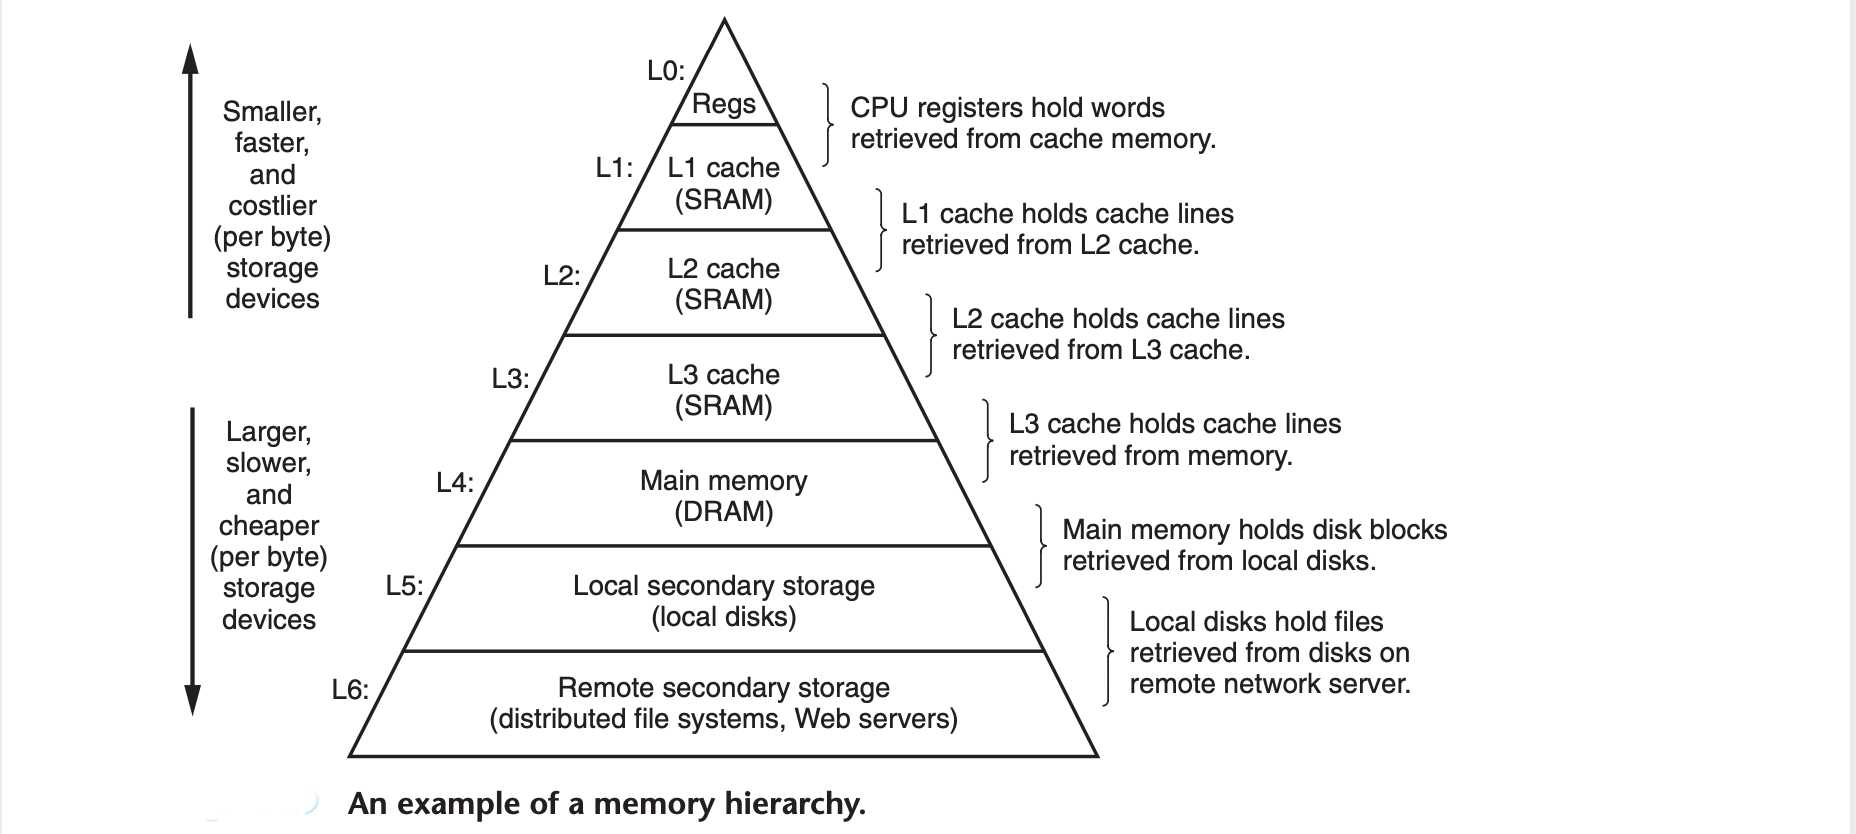 Smaller,
faster,
and
costlier
(per byte)
storage
devices
Larger,
slower,
and
cheaper
(per byte)
storage
devices
L0:
Regs
CPU registers hold words
retrieved from cache memory.
L1:
L1 cache
(SRAM)
L1 cache holds cache lines
retrieved from L2 cache.
L2:
L2 cache
(SRAM)
L2 cache holds cache lines
retrieved from L3 cache.
L3:
L3 cache
(SRAM)
L3 cache holds cache lines
retrieved from memory.
L4:
Main memory
(DRAM)
Main memory holds disk blocks
retrieved from local disks.
L5:
Local secondary storage
(local disks)
Local disks hold files
retrieved from disks on
remote network server.
L6:
Remote secondary storage
(distributed file systems, Web servers)
An example of a memory hierarchy.